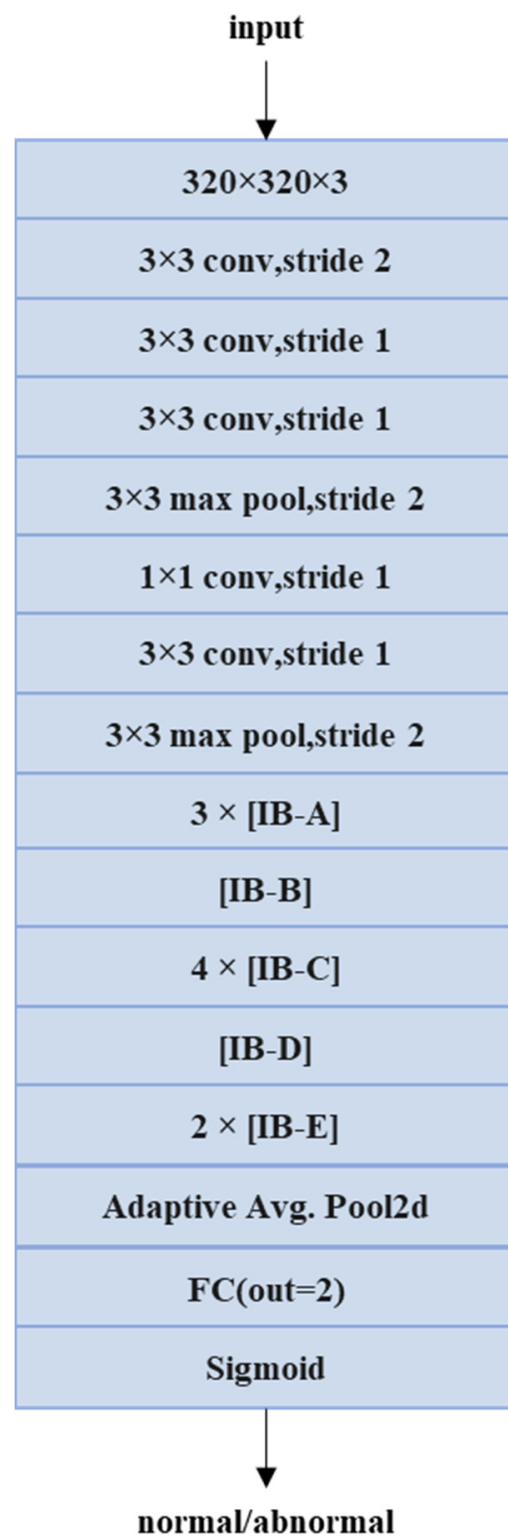 input
320×320×3
3×3 conv,stride 2
3×3 conv,stride 1
3×3 conv,stride 1
3×3 max pool,stride 2
1×1 conv,stride 1
3×3 conv,stride 1
3×3 max pool,stride 2
3 × [IB-A]
[IB-B]
4 × [IB-C]
[IB-D]
2 × [IB-E]
Adaptive Avg. Pool2d
FC(out=2)
Sigmoid
normal/abnormal